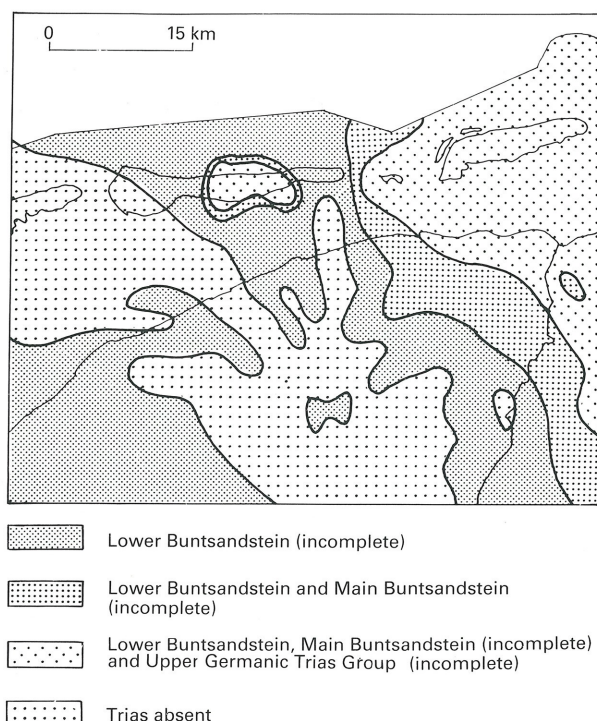 0 15 km
Lower Buntsandstein (incomplete)
Lower Buntsandstein and Main Buntsandstein
(incomplete)
Lower Buntsandstein, Main Buntsandstein (incomplete)
and Upper Germanic Trias Group (incomplete)
Trias absent